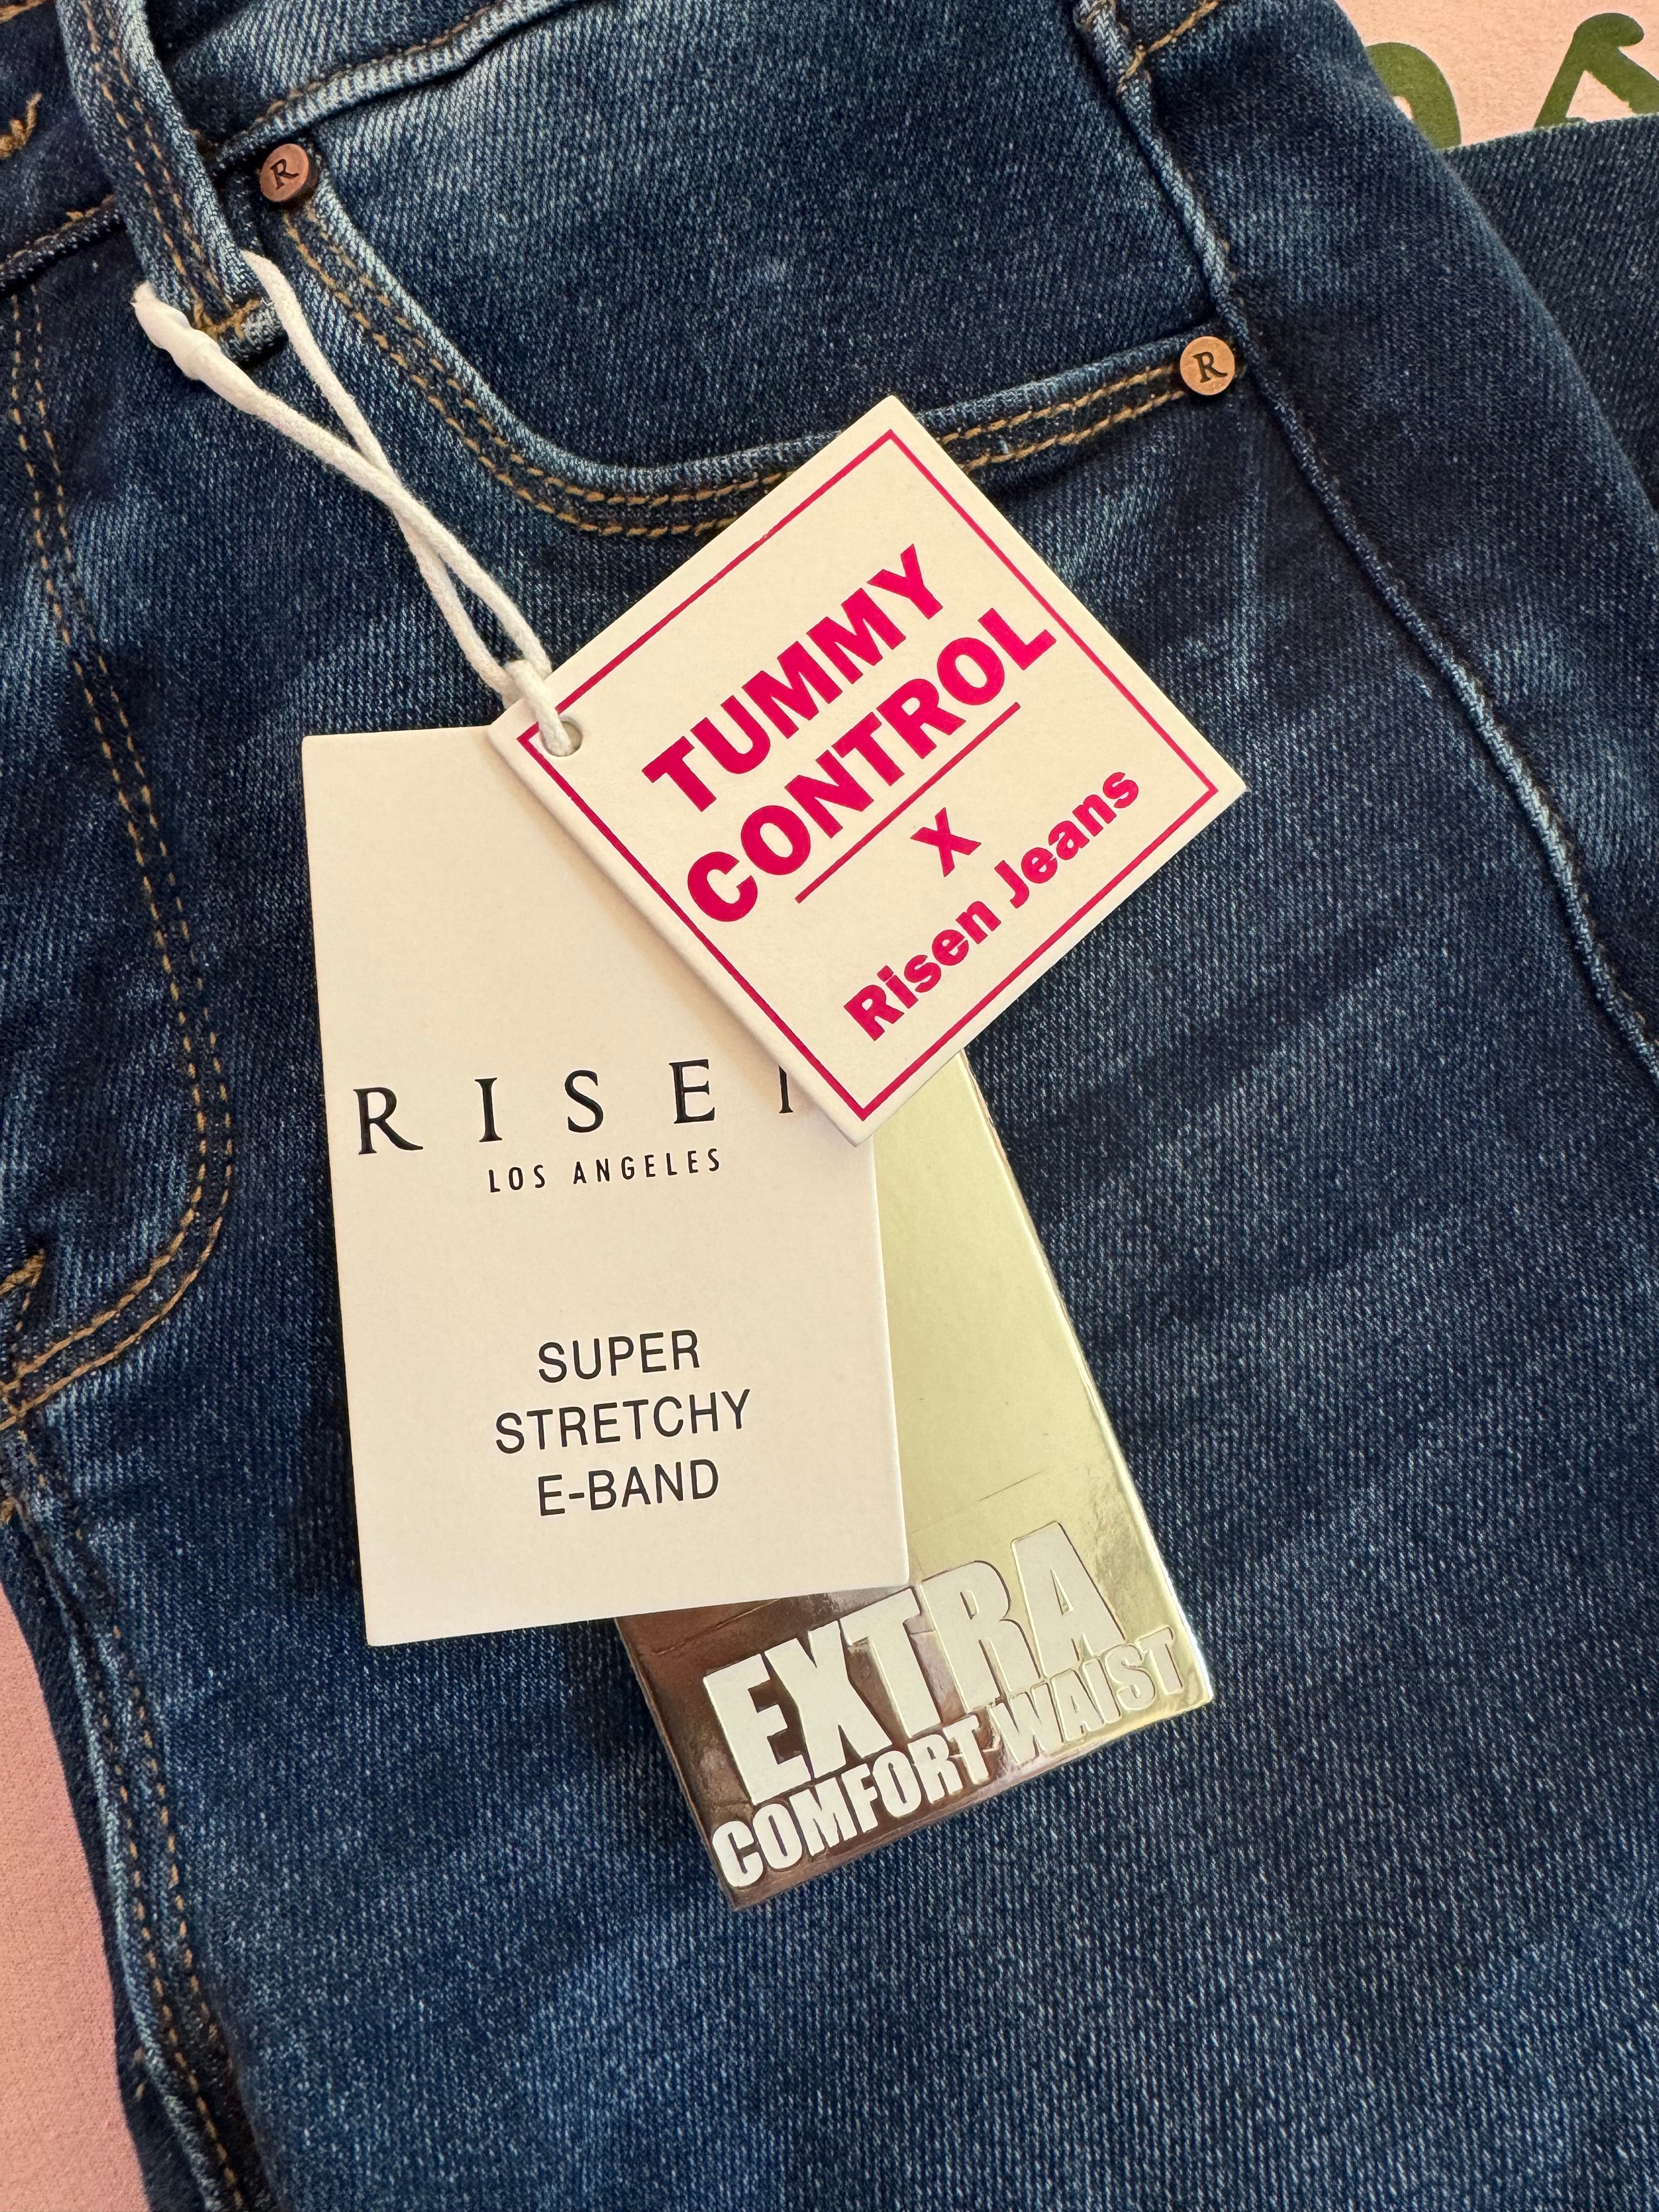 R
R
TUMMY
CONTROL
X
Risen Jeans
RISE
LOS ANGELES
SUPER
STRETCHY
E-BAND
EXTRA
COMFORT WAIST